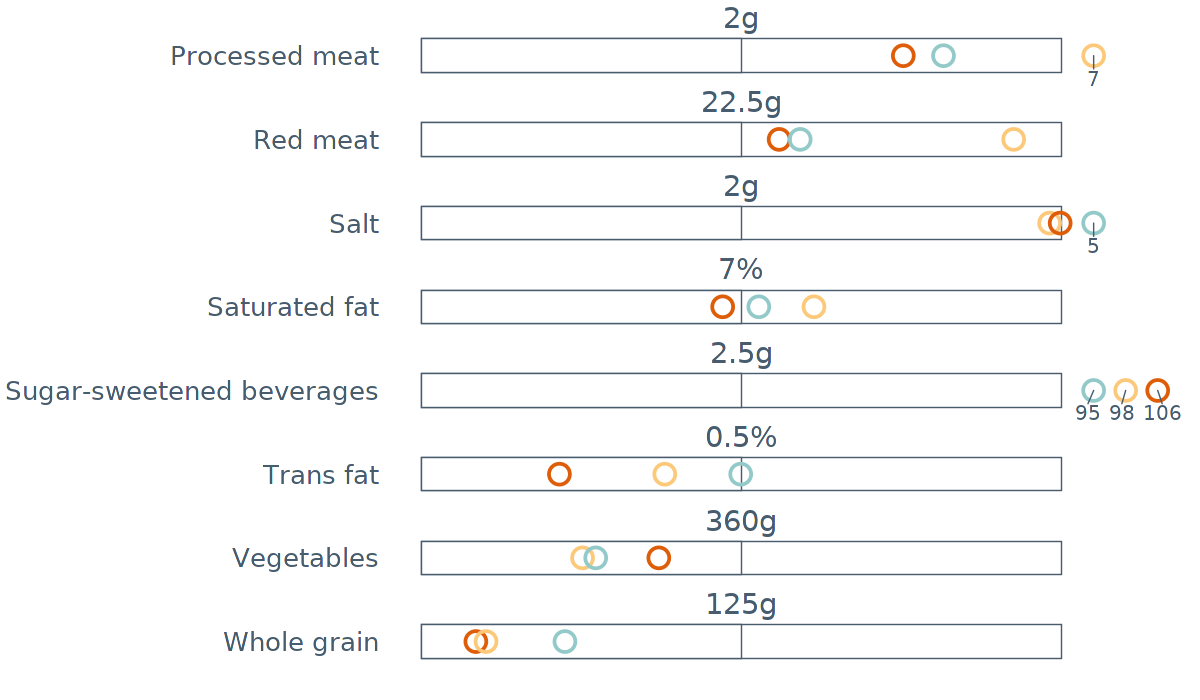 2g
Processed meat
7
22.5g
Red meat
2g
Salt
5
7%
Saturated fat
2.5g
Sugar-sweetened beverages
95 98 106
0.5%
Trans fat
360g
Vegetables
125g
Whole grain